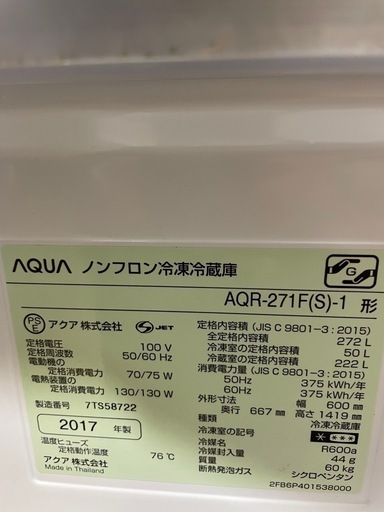 AQUA ノンフロン冷凍冷蔵庫
G
AQR-271F(S)-1 形
PS
E
アクア株式会社 JET
定格電圧 100 V
定格周波数 50/60 Hz
電動機の
定格消費電力 70/75 W
電熱装置の
定格消費電力 130/130 W
製造番号 7TS58722
2017 年製
温度ヒューズ
定格動作温度 76℃
アクア株式会社
Made in Thailand
定格内容積 (JIS C 9801-3:2015)
全定格内容積 272 L
冷凍室の定格内容積 50 L
冷蔵室の定格内容積 222 L
消費電力量 (JIS C 9801-3:2015)
50Hz 375 kWh/年
60Hz 375 kWh/年
外形寸法 幅 600 mm
奥行 667 mm 高さ 1419 mm
種類 冷凍冷蔵庫
冷凍室の記号 ****
冷媒名 R600a
冷媒封入量 44 g
質量 60 kg
断熱発泡ガス シクロペンタン
2FB6P401538000